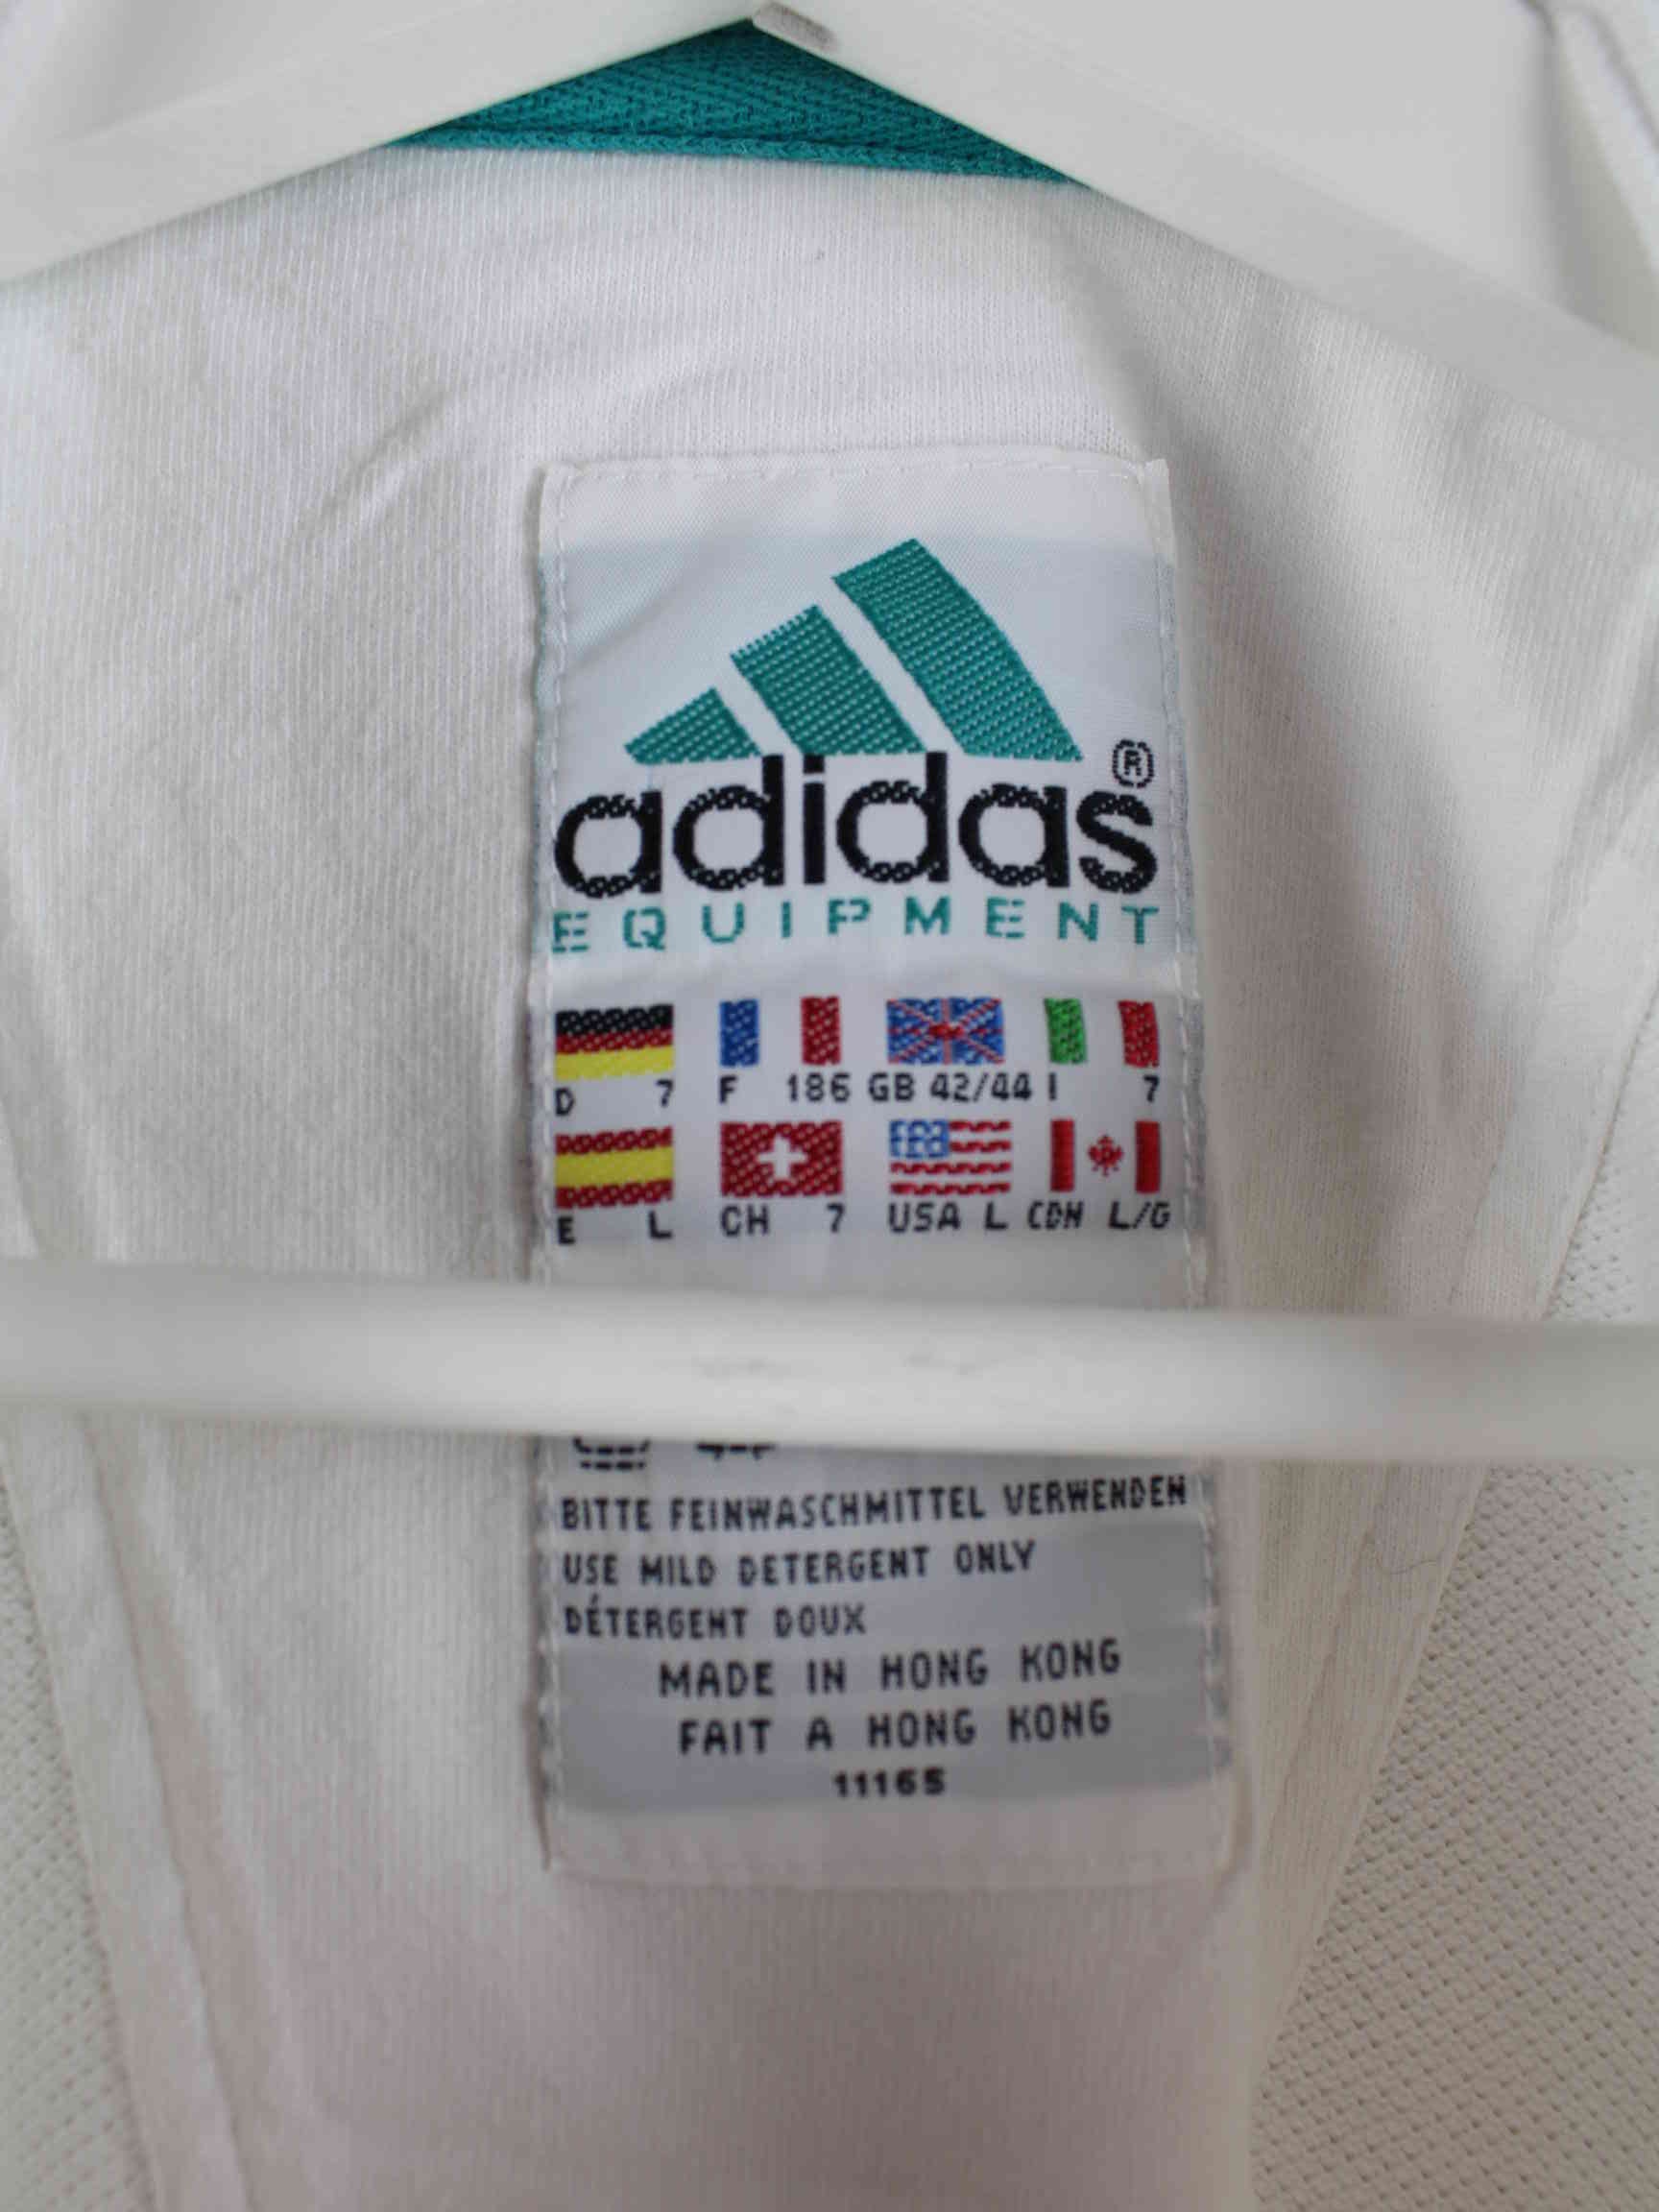 adidas®
EQUIPMENT
D 7 F 186 GB 42/44 I 7
E L CH 7 USA L CDN L/G
BITTE FEINWASCHMITTEL VERWENDEN
USE MILD DETERGENT ONLY
DÉTERGENT DOUX
MADE IN HONG KONG
FAIT A HONG KONG
11165